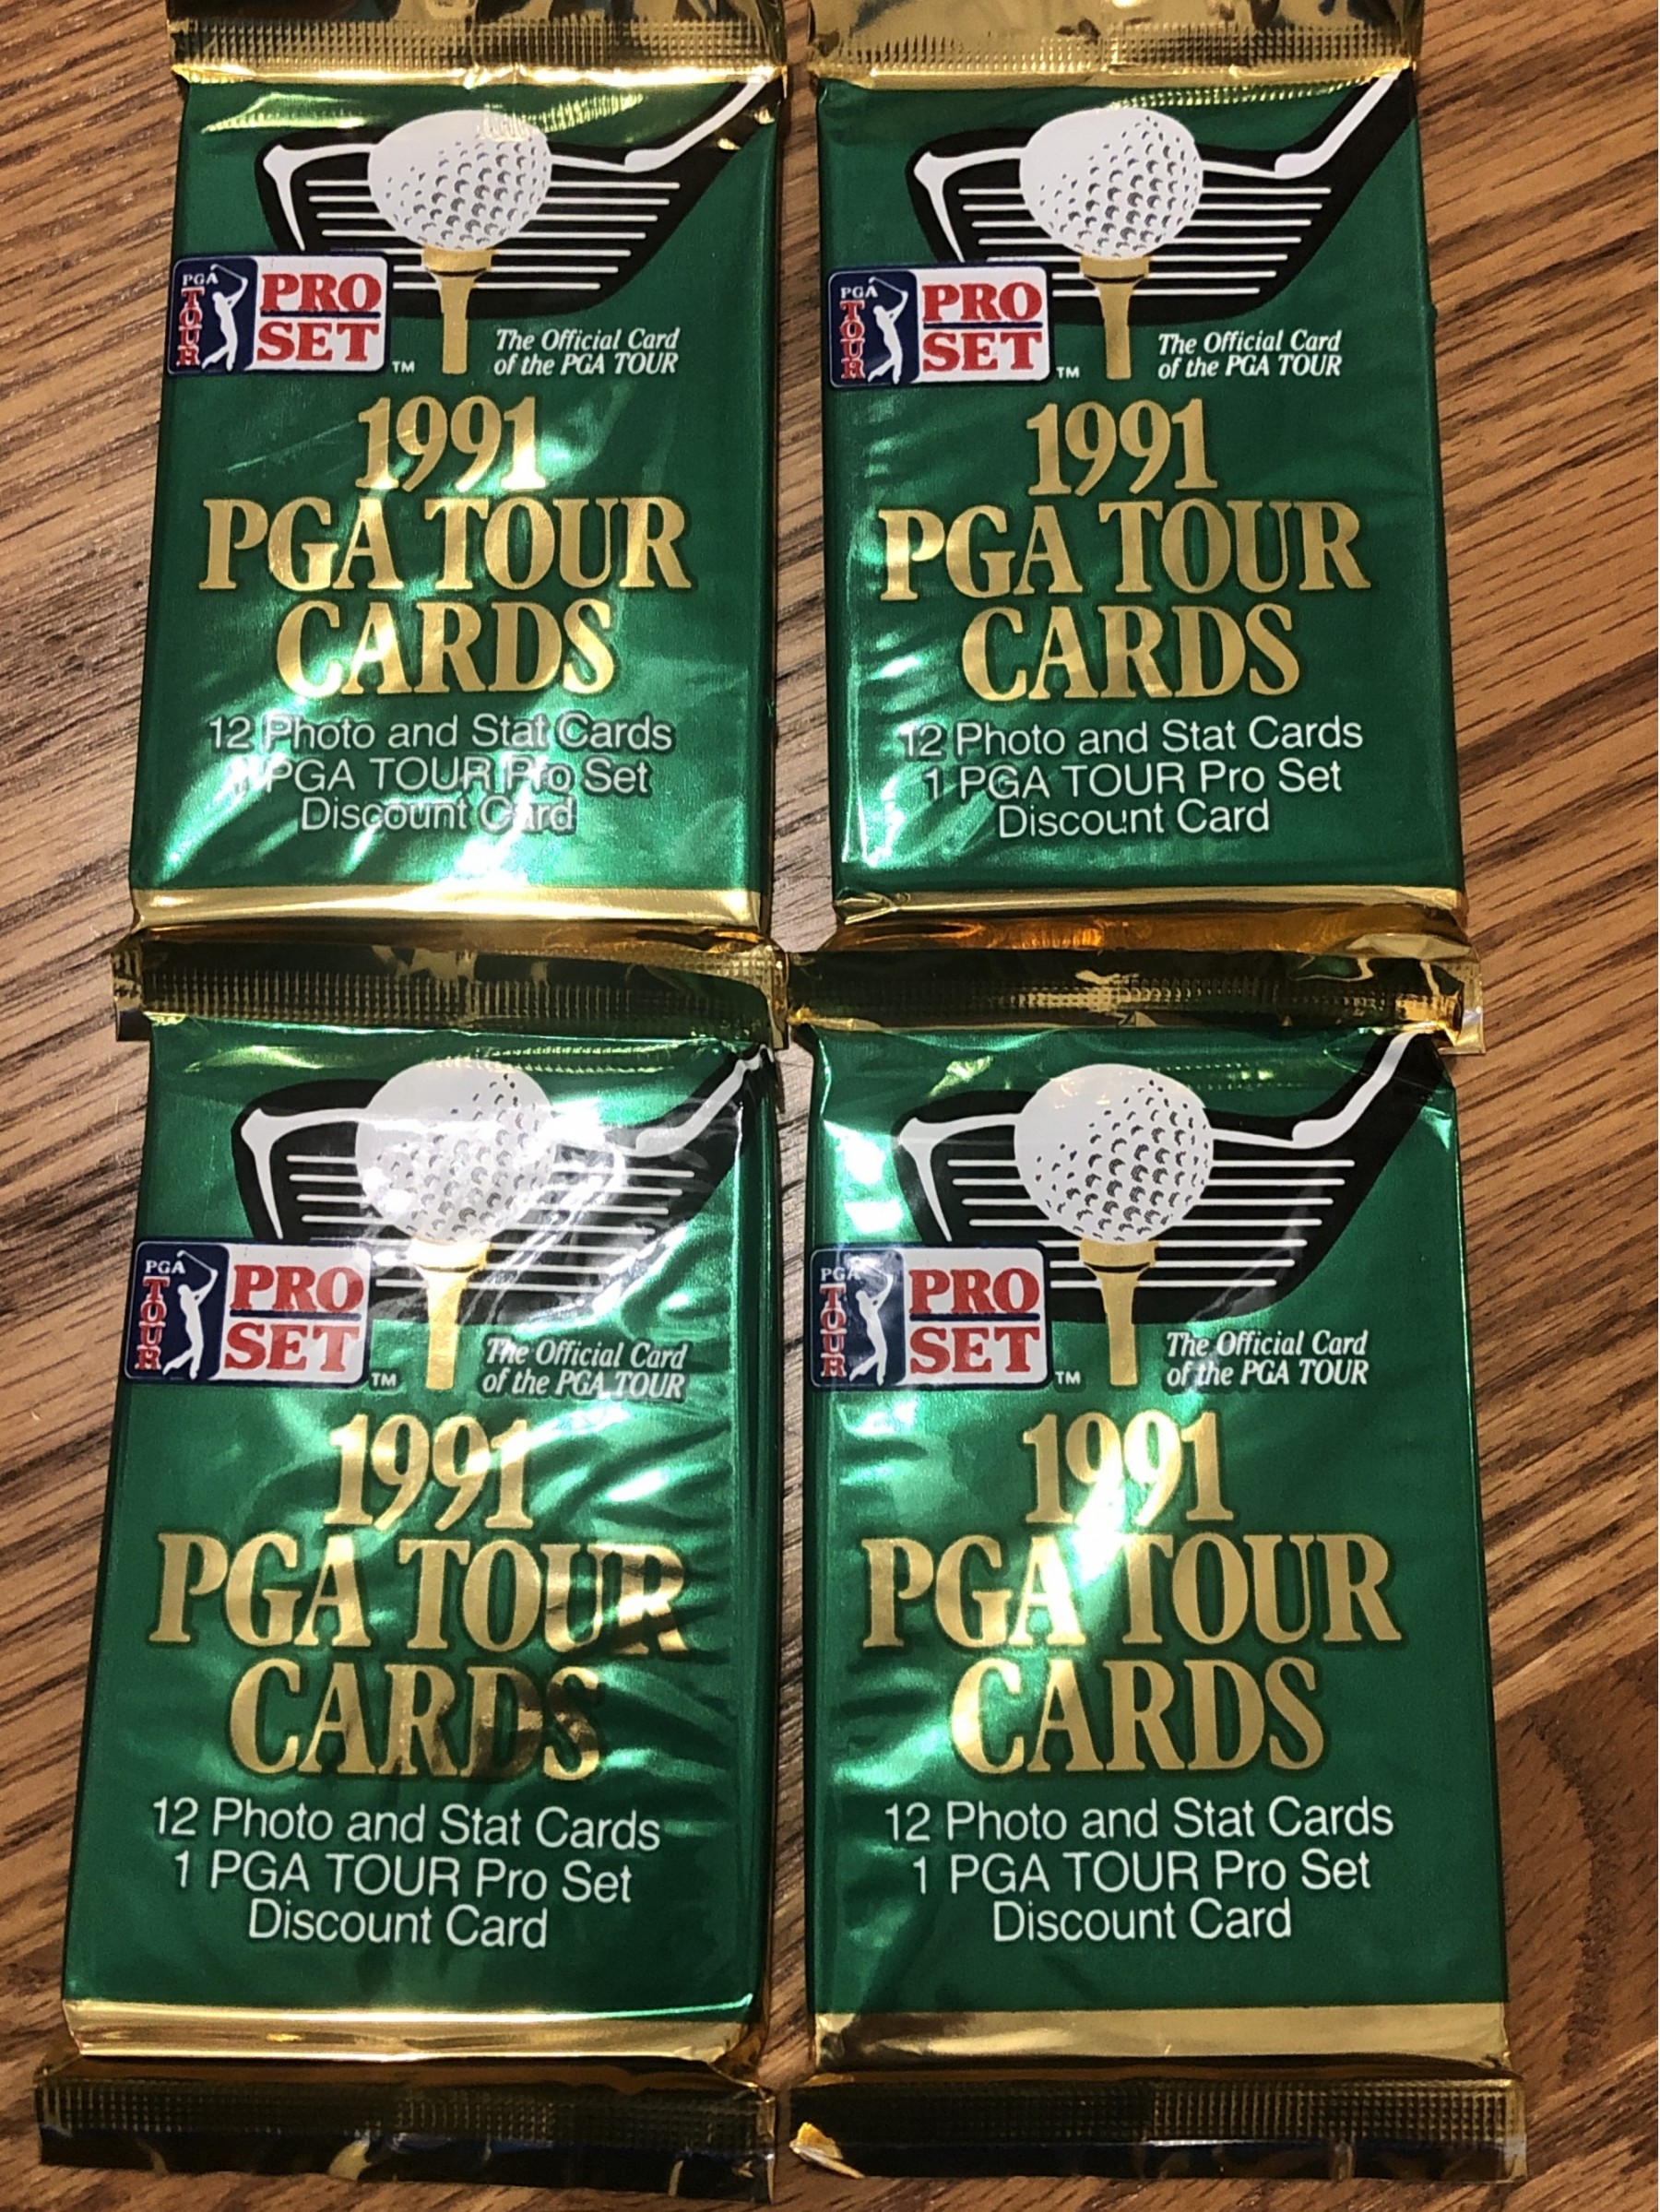 PGA TOUR
PRO
SET
TM
The Official Card
of the PGA TOUR
1991
PGA TOUR
CARDS
12 Photo and Stat Cards
1 PGA TOUR Pro Set
Discount Card
PGA TOUR
PRO
SET
TM
The Official Card
of the PGA TOUR
1991
PGA TOUR
CARDS
12 Photo and Stat Cards
1 PGA TOUR Pro Set
Discount Card
PGA TOUR
PRO
SET
TM
The Official Card
of the PGA TOUR
1991
PGA TOUR
CARDS
12 Photo and Stat Cards
1 PGA TOUR Pro Set
Discount Card
PGA TOUR
PRO
SET
TM
The Official Card
of the PGA TOUR
1991
PGA TOUR
CARDS
12 Photo and Stat Cards
1 PGA TOUR Pro Set
Discount Card